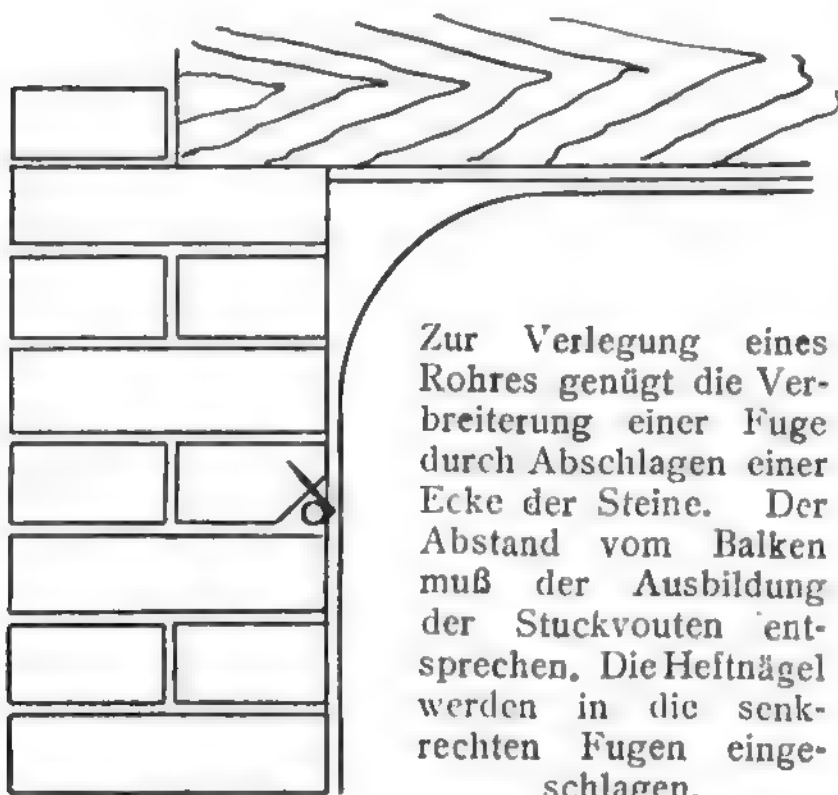 Zur Verlegung eines
Rohres genügt die Ver-
breiterung einer Fuge
durch Abschlagen einer
Ecke der Steine. Der
Abstand vom Balken
muß der Ausbildung
der Stuckvouten ent-
sprechen. Die Heftnägel
werden in die senk-
rechten Fugen einge-
schlagen.